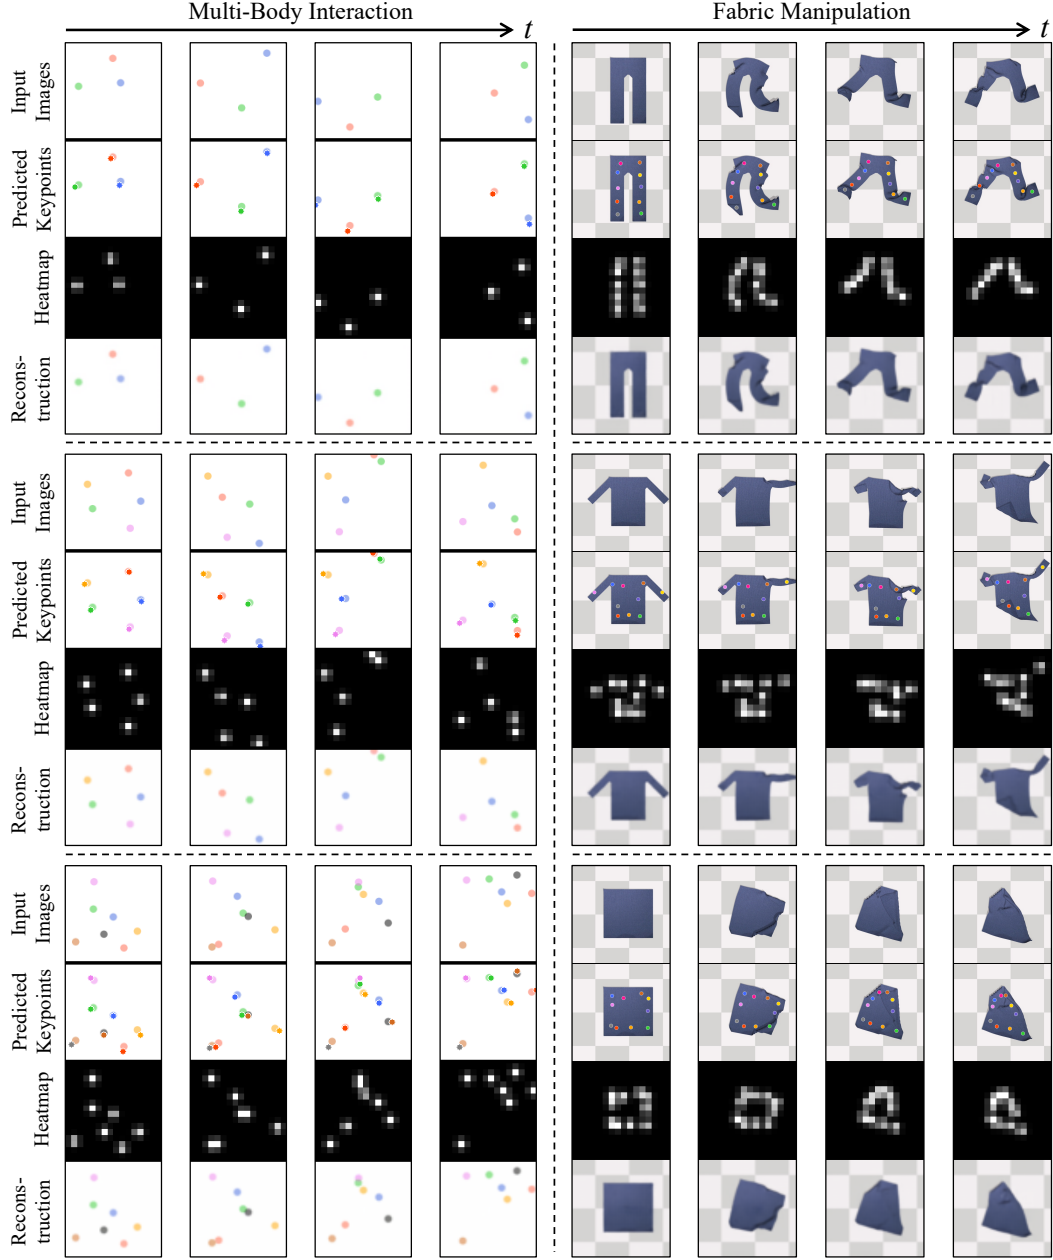 Multi-Body Interaction
t
Fabric Manipulation
t
Input
Images
Predicted
Keypoints
Heatmap
Recons-
truction
Input
Images
Predicted
Keypoints
Heatmap
Recons-
truction
Input
Images
Predicted
Keypoints
Heatmap
Recons-
truction